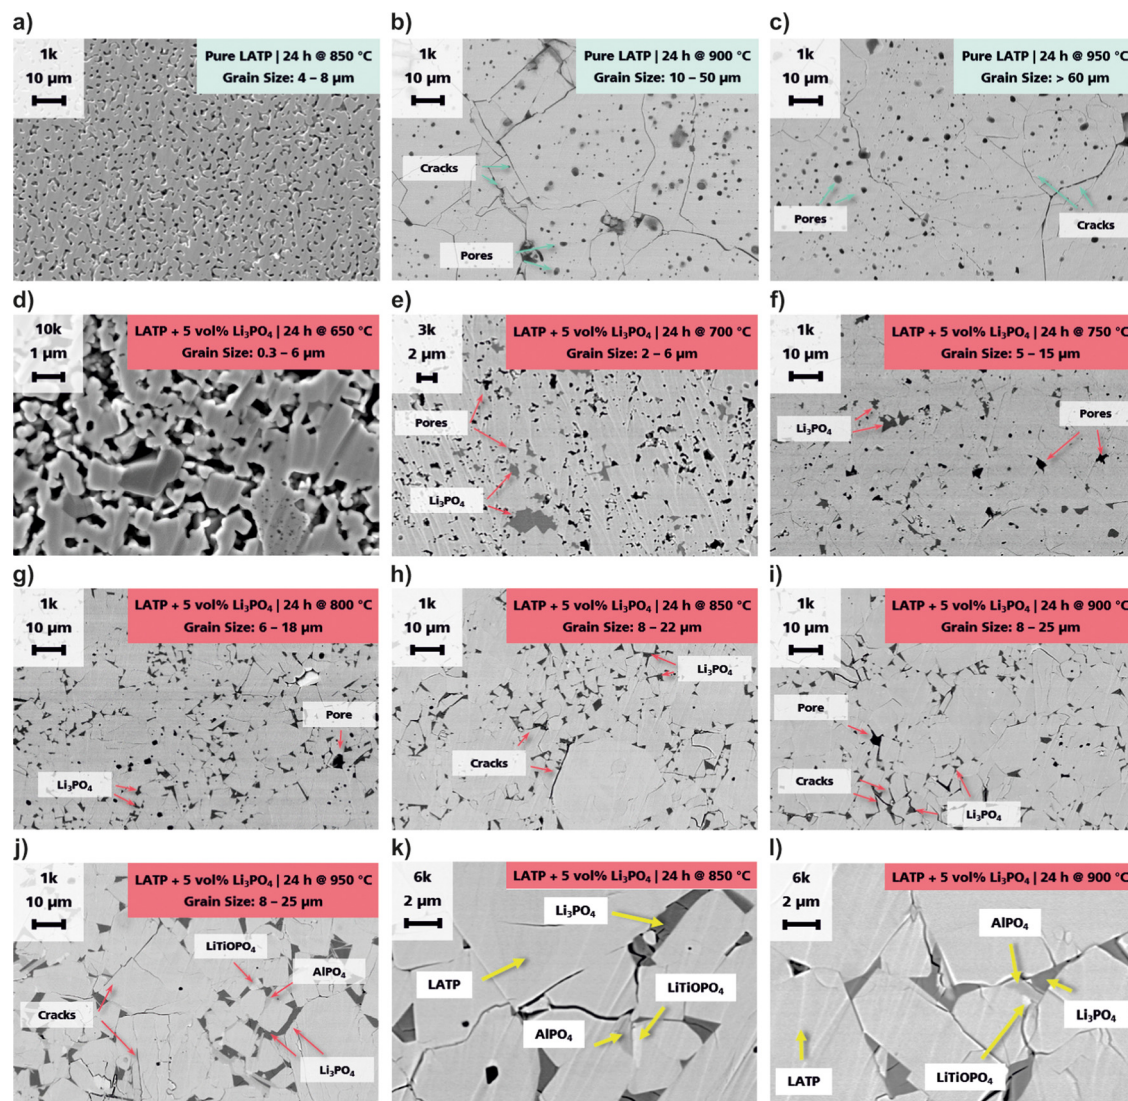 a)
1k
10 µm
Pure LATP | 24 h @ 850 °C
Grain Size: 4 – 8 µm
b)
1k
10 µm
Pure LATP | 24 h @ 900 °C
Grain Size: 10 – 50 µm
Cracks
Pores
c)
1k
10 µm
Pure LATP | 24 h @ 950 °C
Grain Size: > 60 µm
Pores
Cracks
d)
10k
1 µm
LATP + 5 vol% Li₃PO₄ | 24 h @ 650 °C
Grain Size: 0.3 – 6 µm
e)
3k
2 µm
LATP + 5 vol% Li₃PO₄ | 24 h @ 700 °C
Grain Size: 2 – 6 µm
Pores
Li₃PO₄
f)
1k
10 µm
LATP + 5 vol% Li₃PO₄ | 24 h @ 750 °C
Grain Size: 5 – 15 µm
Li₃PO₄
Pores
g)
1k
10 µm
LATP + 5 vol% Li₃PO₄ | 24 h @ 800 °C
Grain Size: 6 – 18 µm
Pore
Li₃PO₄
h)
1k
10 µm
LATP + 5 vol% Li₃PO₄ | 24 h @ 850 °C
Grain Size: 8 – 22 µm
Li₃PO₄
Cracks
i)
1k
10 µm
LATP + 5 vol% Li₃PO₄ | 24 h @ 900 °C
Grain Size: 8 – 25 µm
Pore
Cracks
Li₃PO₄
j)
1k
10 µm
LATP + 5 vol% Li₃PO₄ | 24 h @ 950 °C
Grain Size: 8 – 25 µm
LiTiOPO₄
AlPO₄
Cracks
Li₃PO₄
k)
6k
2 µm
LATP + 5 vol% Li₃PO₄ | 24 h @ 850 °C
Li₃PO₄
LATP
LiTiOPO₄
AlPO₄
l)
6k
2 µm
LATP + 5 vol% Li₃PO₄ | 24 h @ 900 °C
AlPO₄
Li₃PO₄
LATP
LiTiOPO₄